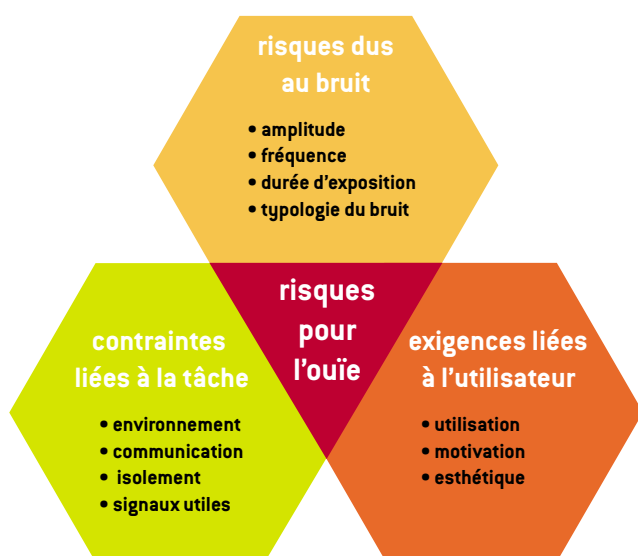 risques dus
au bruit
• amplitude
• fréquence
• durée d'exposition
• typologie du bruit
risques
pour
l'ouïe
contraintes
liées à la tâche
• environnement
• communication
• isolement
• signaux utiles
exigences liées
à l'utilisateur
• utilisation
• motivation
• esthétique